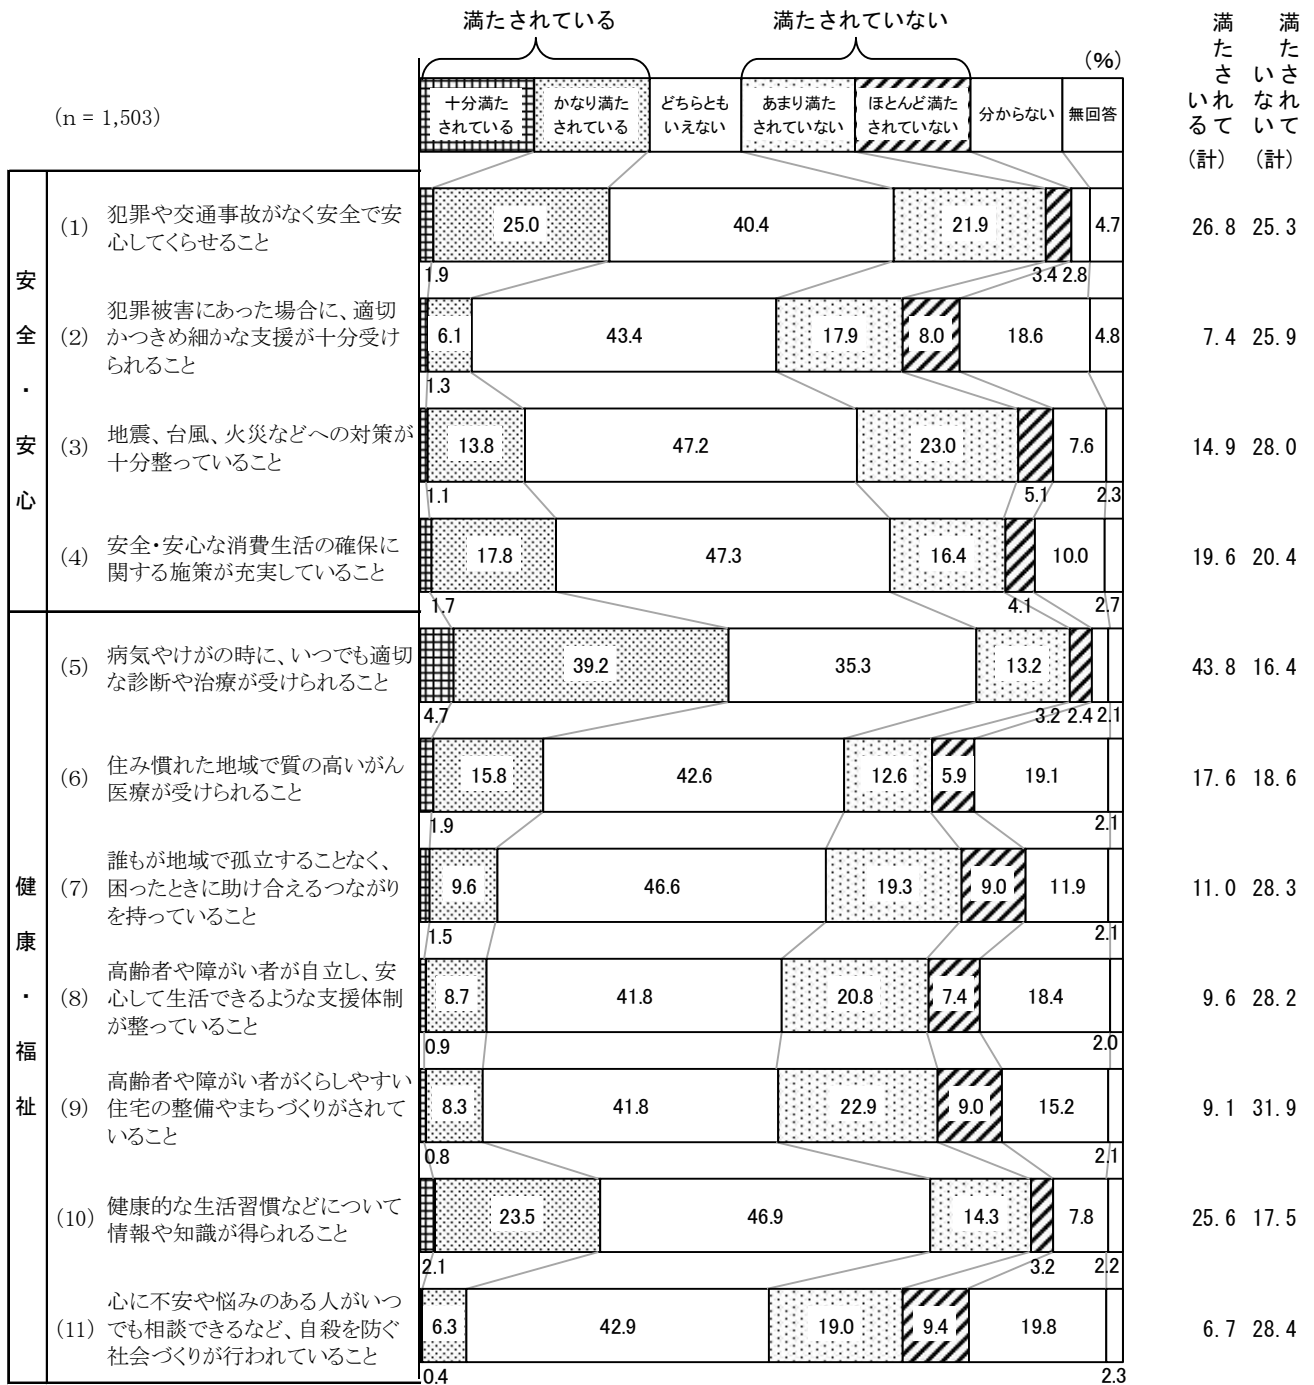 満たされている
満たされていない
(%)
満たされている(計)
満たされていない(計)
(n = 1,503)
十分満たされている
かなり満たされている
どちらともいえない
あまり満たされていない
ほとんど満たされていない
分からない
無回答
安全・安心
(1)
犯罪や交通事故がなく安全で安
心してくらせること
25.0 40.4 21.9 4.7
26.8 25.3
1.9 3.4 2.8
(2)
犯罪被害にあった場合に、適切
かつきめ細かな支援が十分受け
られること
6.1 43.4 17.9 8.0 18.6 4.8
7.4 25.9
1.3
(3)
地震、台風、火災などへの対策が
十分整っていること
13.8 47.2 23.0 7.6
14.9 28.0
1.1 5.1 2.3
(4)
安全・安心な消費生活の確保に
関する施策が充実していること
17.8 47.3 16.4 10.0
19.6 20.4
1.7 4.1 2.7
健康・福祉
(5)
病気やけがの時に、いつでも適切
な診断や治療が受けられること
39.2 35.3 13.2
43.8 16.4
4.7 3.2 2.4 2.1
(6)
住み慣れた地域で質の高いがん
医療が受けられること
15.8 42.6 12.6 5.9 19.1
17.6 18.6
1.9 2.1
(7)
誰もが地域で孤立することなく、
困ったときに助け合えるつながり
を持っていること
9.6 46.6 19.3 9.0 11.9
11.0 28.3
1.5 2.1
(8)
高齢者や障がい者が自立し、安
心して生活できるような支援体制
が整っていること
8.7 41.8 20.8 7.4 18.4
9.6 28.2
0.9 2.0
(9)
高齢者や障がい者がくらしやすい
住宅の整備やまちづくりがされて
いること
8.3 41.8 22.9 9.0 15.2
9.1 31.9
0.8 2.1
(10)
健康的な生活習慣などについて
情報や知識が得られること
23.5 46.9 14.3 7.8
25.6 17.5
2.1 3.2 2.2
(11)
心に不安や悩みのある人がいつ
でも相談できるなど、自殺を防ぐ
社会づくりが行われていること
6.3 42.9 19.0 9.4 19.8
6.7 28.4
0.4 2.3